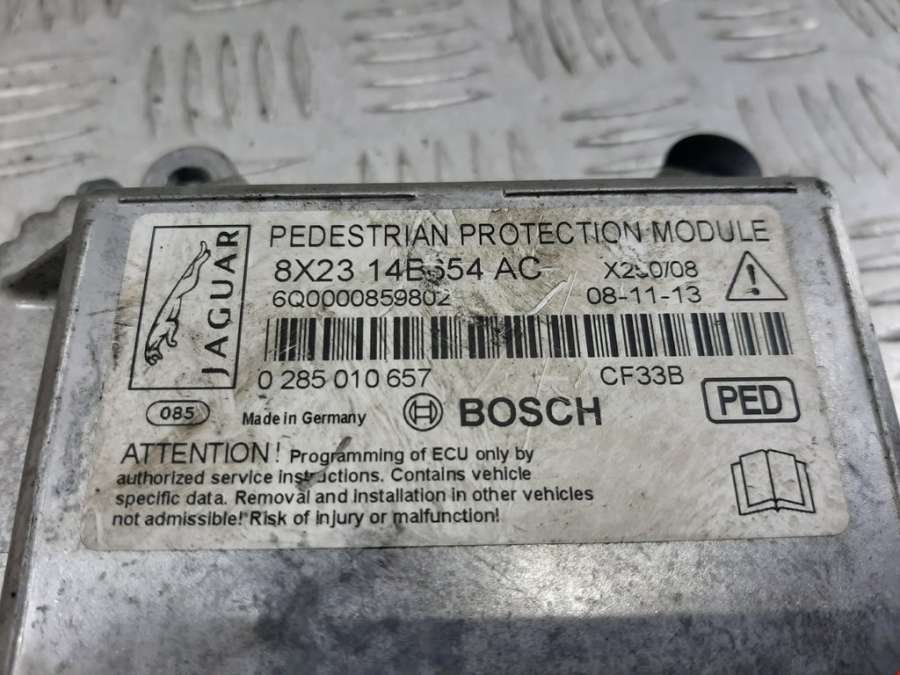 JAGUAR
PEDESTRIAN PROTECTION MODULE
8X23 AC
6Q0000859802 08-11-13
0 285 010 657 CF33B
085 Made in Germany BOSCH PED
ATTENTION! Programming of ECU only by
authorized service instructions. Contains vehicle
specific data. Removal and installation in other vehicles
not admissible! Risk of injury or malfunction!